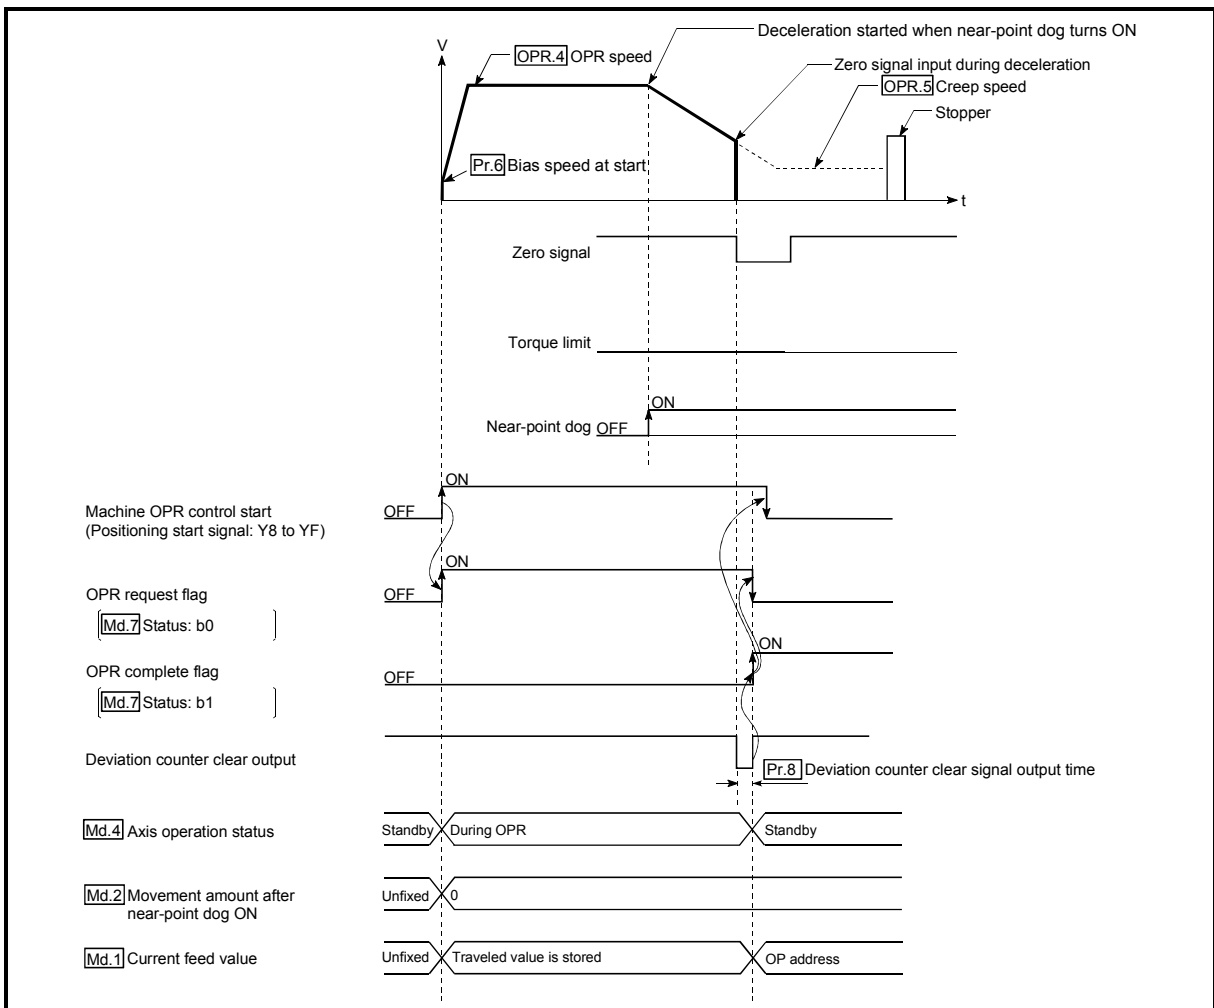 Deceleration started when near-point dog turns ON
V
OPR.4 OPR speed
Zero signal input during deceleration
OPR.5 Creep speed
Stopper
Pr.6 Bias speed at start
t
Zero signal
Torque limit
ON
Near-point dog OFF
ON
Machine OPR control start
OFF
(Positioning start signal: Y8 to YF)
ON
OPR request flag
OFF
Md.7 Status: b0
ON
OPR complete flag
OFF
Md.7 Status: b1
Deviation counter clear output
Pr.8 Deviation counter clear signal output time
Md.4 Axis operation status Standby During OPR Standby
Md.2 Movement amount after Unfixed 0
near-point dog ON
Md.1 Current feed value Unfixed Traveled value is stored OP address